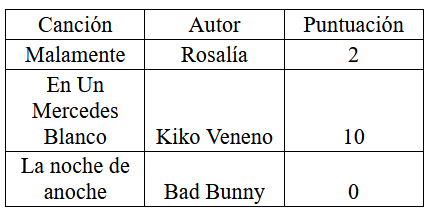 Canción Autor Puntuación
Malamente Rosalía 2
En Un
Mercedes
Blanco Kiko Veneno 10
La noche de
anoche Bad Bunny 0